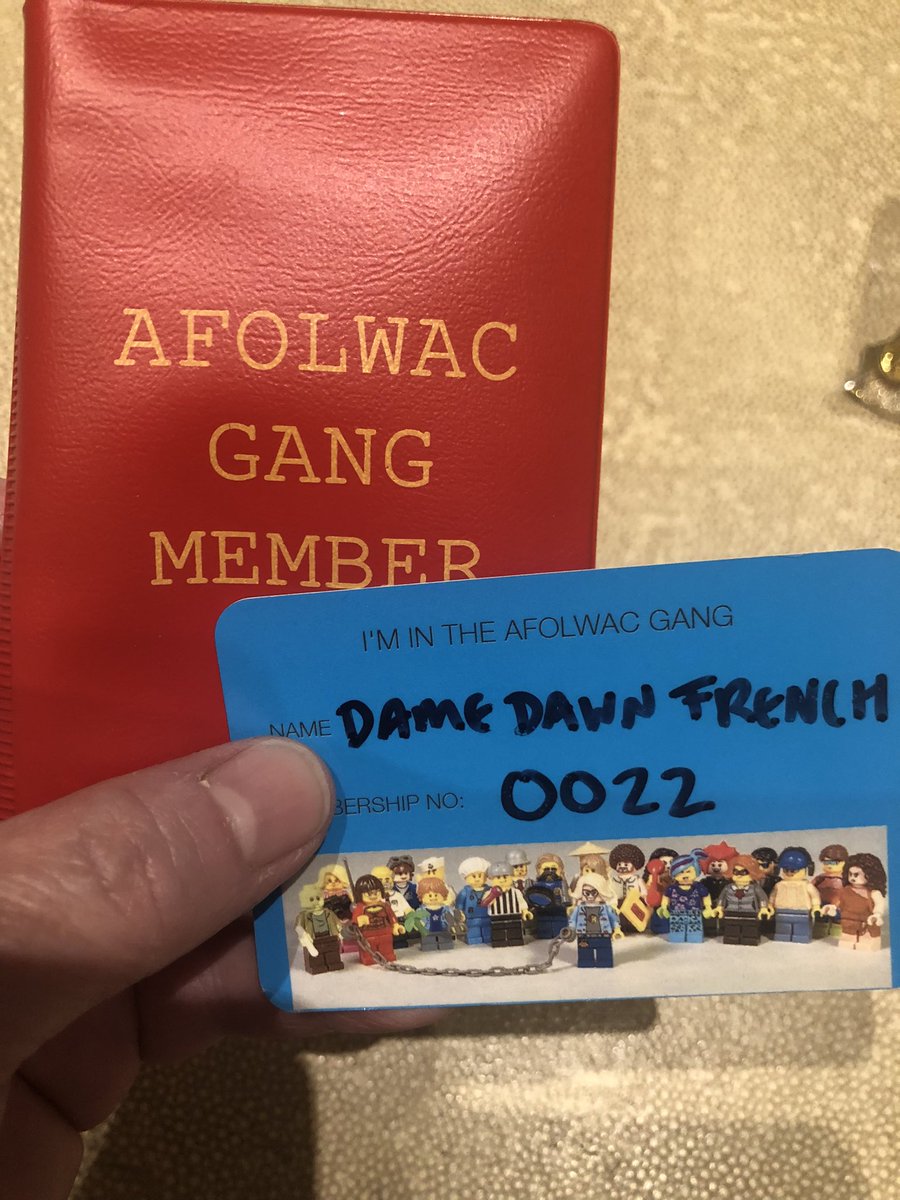 AFOLWAC
GANG
MEMBER
I'M IN THE AFOLWAC GANG
NAME DAME DAWN FRENCH
BERSHIP NO: 0022